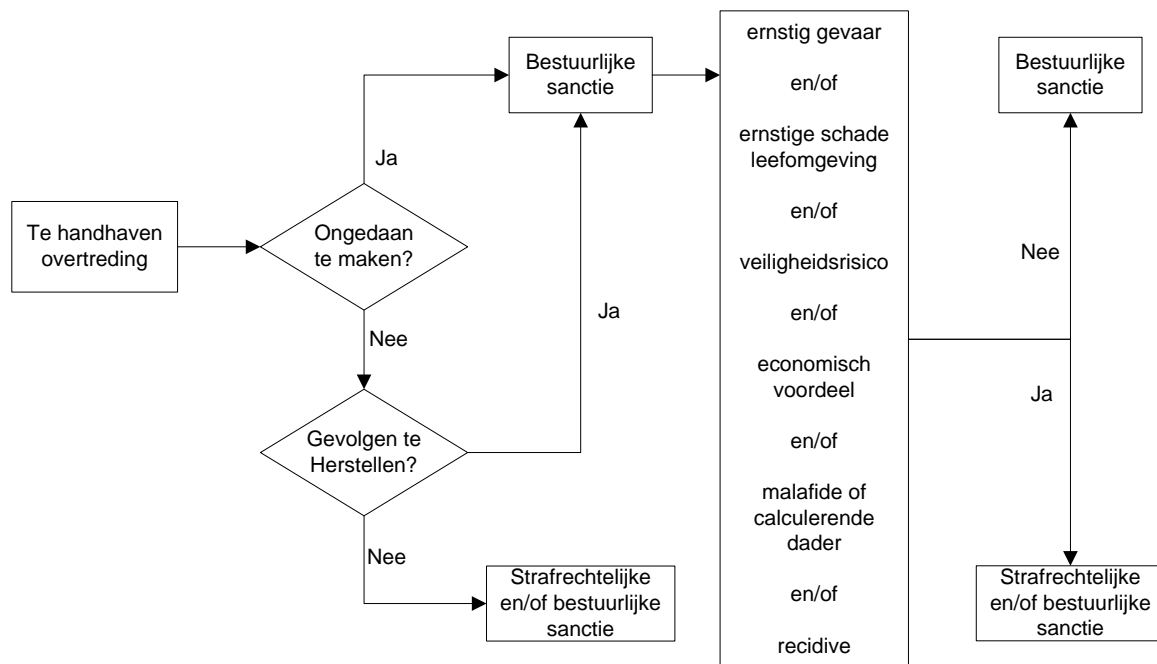 Te handhaven
overtreding
Ongedaan
te maken?
Ja
Nee
Gevolgen te
Herstellen?
Ja
Nee
Bestuurlijke
sanctie
Strafrechtelijke
en/of bestuurlijke
sanctie
ernstig gevaar
en/of
ernstige schade
leefomgeving
en/of
veiligheidsrisico
en/of
economisch
voordeel
en/of
malafide of
calculerende
dader
en/of
recidive
Nee
Bestuurlijke
sanctie
Ja
Strafrechtelijke
en/of bestuurlijke
sanctie